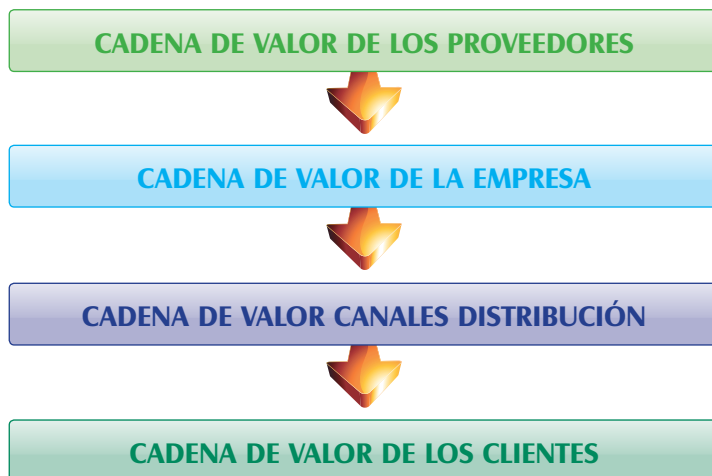 CADENA DE VALOR DE LOS PROVEEDORES
CADENA DE VALOR DE LA EMPRESA
CADENA DE VALOR CANALES DISTRIBUCIÓN
CADENA DE VALOR DE LOS CLIENTES